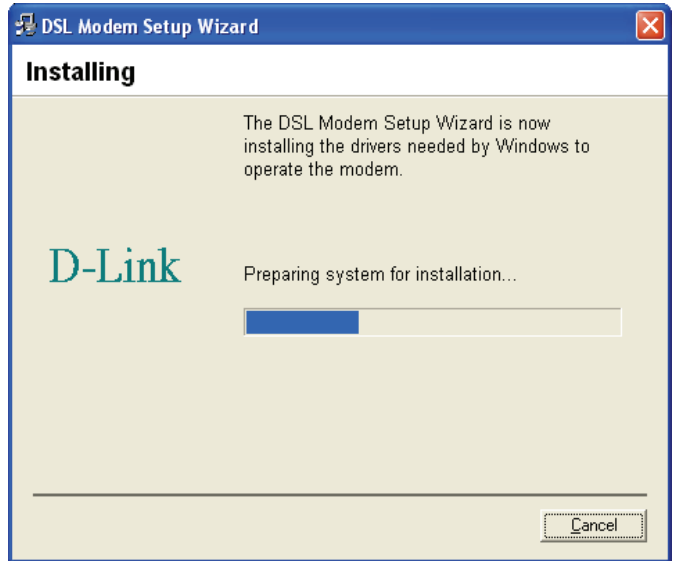 DSL Modem Setup Wizard
Installing
The DSL Modem Setup Wizard is now
installing the drivers needed by Windows to
operate the modem.
D-Link
Preparing system for installation...
Cancel